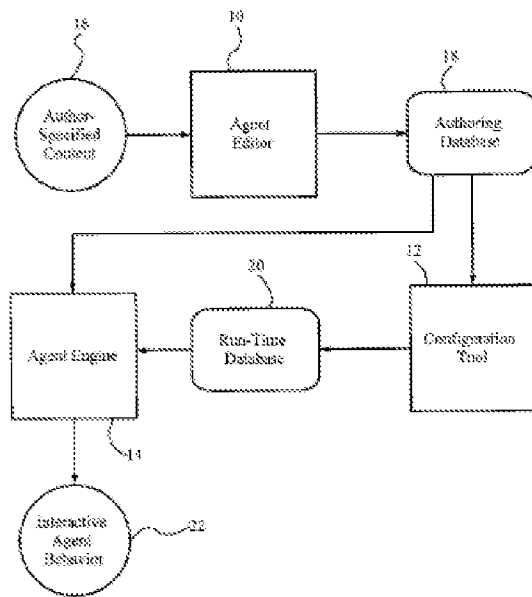 16
10
18
Author-
Specified
Content
Agent
Editor
Authoring
Database
12
20
Agent Engine
Run-Time
Database
Configuration
Tool
14
Interactive
Agent
Behavior
22